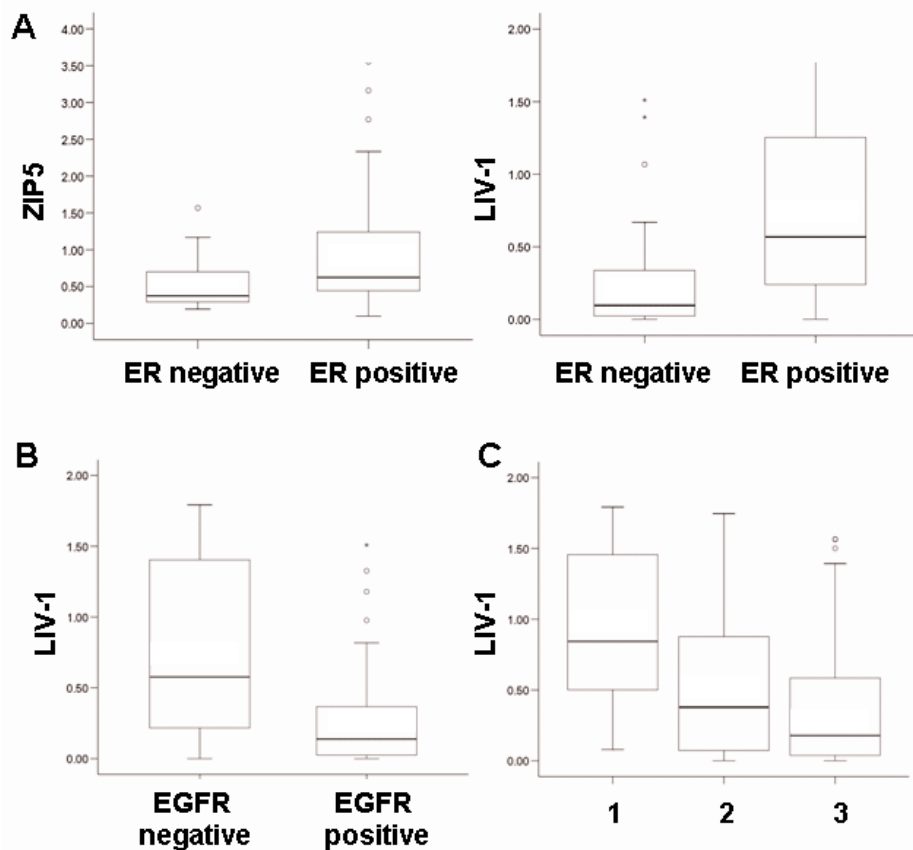 A
ZIP5
4.00
3.50
3.00
2.50
2.00
1.50
1.00
0.50
0.00
ER negative
ER positive
LIV-1
2.00
1.50
1.00
0.50
0.00
ER negative
ER positive
B
LIV-1
2.00
1.50
1.00
0.50
0.00
EGFR
negative
EGFR
positive
C
LIV-1
2.00
1.50
1.00
0.50
0.00
1
2
3